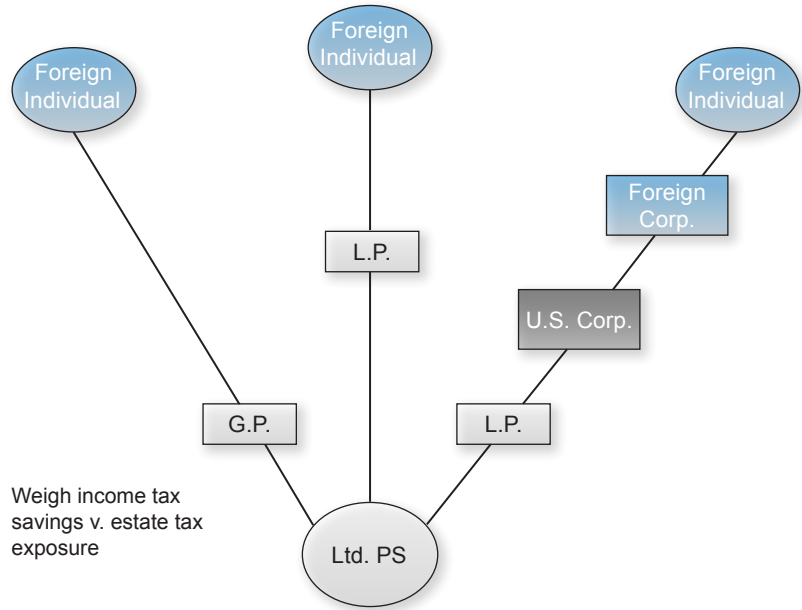 Foreign
Individual
Foreign
Individual
Foreign
Individual
Foreign
Corp.
L.P.
U.S. Corp.
G.P.
L.P.
Weigh income tax
savings v. estate tax
exposure
Ltd. PS